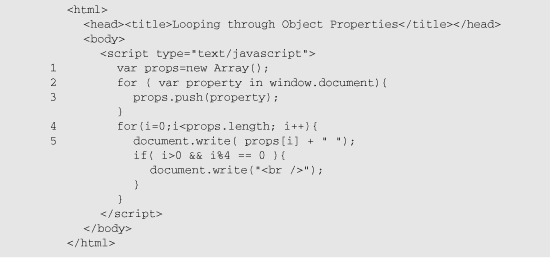 <html>
<head><title>Looping through Object Properties</title></head>
<body>
<script type="text/javascript">
1 var props=new Array();
2 for ( var property in window.document){
3 props.push(property);
}
4 for(i=0;i<props.length; i++){
5 document.write( props[i] + " ");
if( i>0 && i%4 == 0 ){
document.write("<br />");
}
}
</script>
</body>
</html>